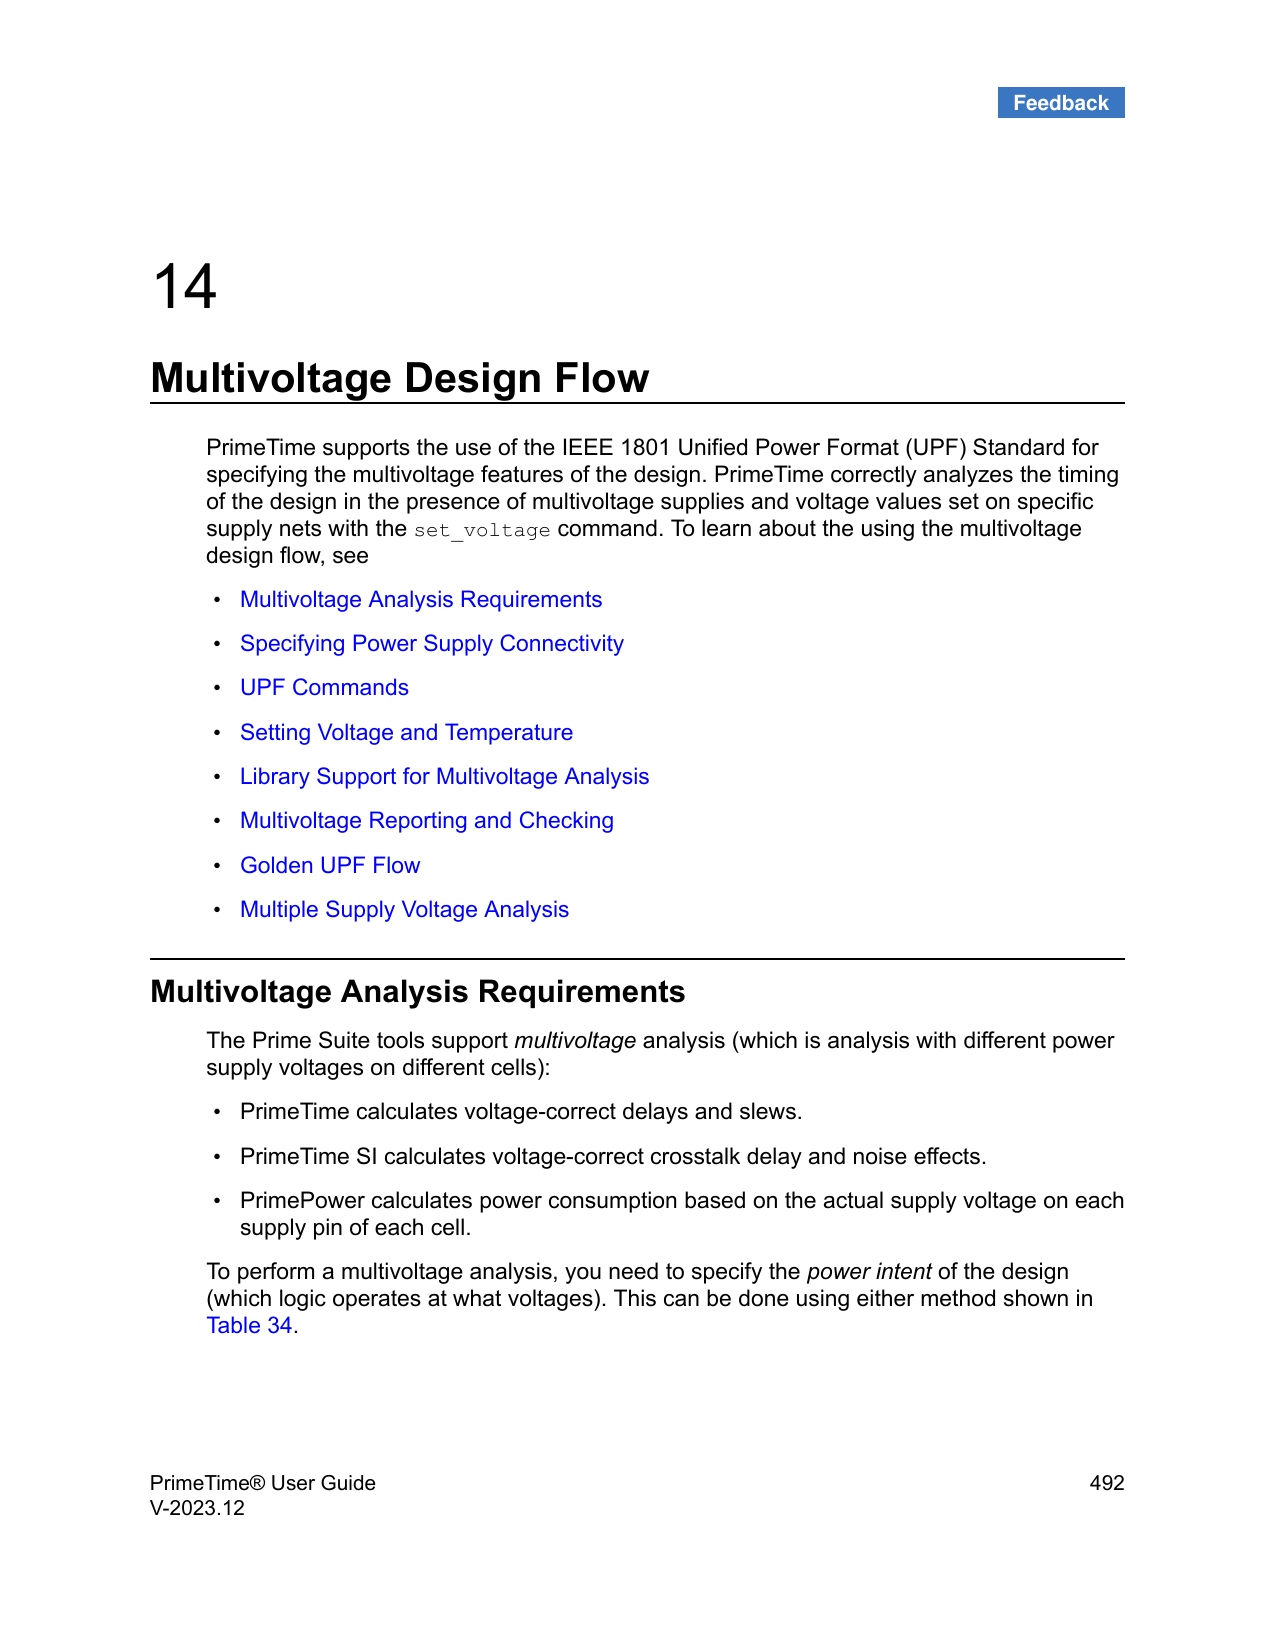 Feedback
14
Multivoltage Design Flow
PrimeTime supports the use of the IEEE 1801 Unified Power Format (UPF) Standard for
specifying the multivoltage features of the design. PrimeTime correctly analyzes the timing
of the design in the presence of multivoltage supplies and voltage values set on specific
supply nets with the set_voltage command. To learn about the using the multivoltage
design flow, see
• Multivoltage Analysis Requirements
• Specifying Power Supply Connectivity
• UPF Commands
• Setting Voltage and Temperature
• Library Support for Multivoltage Analysis
• Multivoltage Reporting and Checking
• Golden UPF Flow
• Multiple Supply Voltage Analysis
Multivoltage Analysis Requirements
The Prime Suite tools support multivoltage analysis (which is analysis with different power
supply voltages on different cells):
• PrimeTime calculates voltage-correct delays and slews.
• PrimeTime SI calculates voltage-correct crosstalk delay and noise effects.
• PrimePower calculates power consumption based on the actual supply voltage on each
supply pin of each cell.
To perform a multivoltage analysis, you need to specify the power intent of the design
(which logic operates at what voltages). This can be done using either method shown in
Table 34.
PrimeTime® User Guide 492
V-2023.12